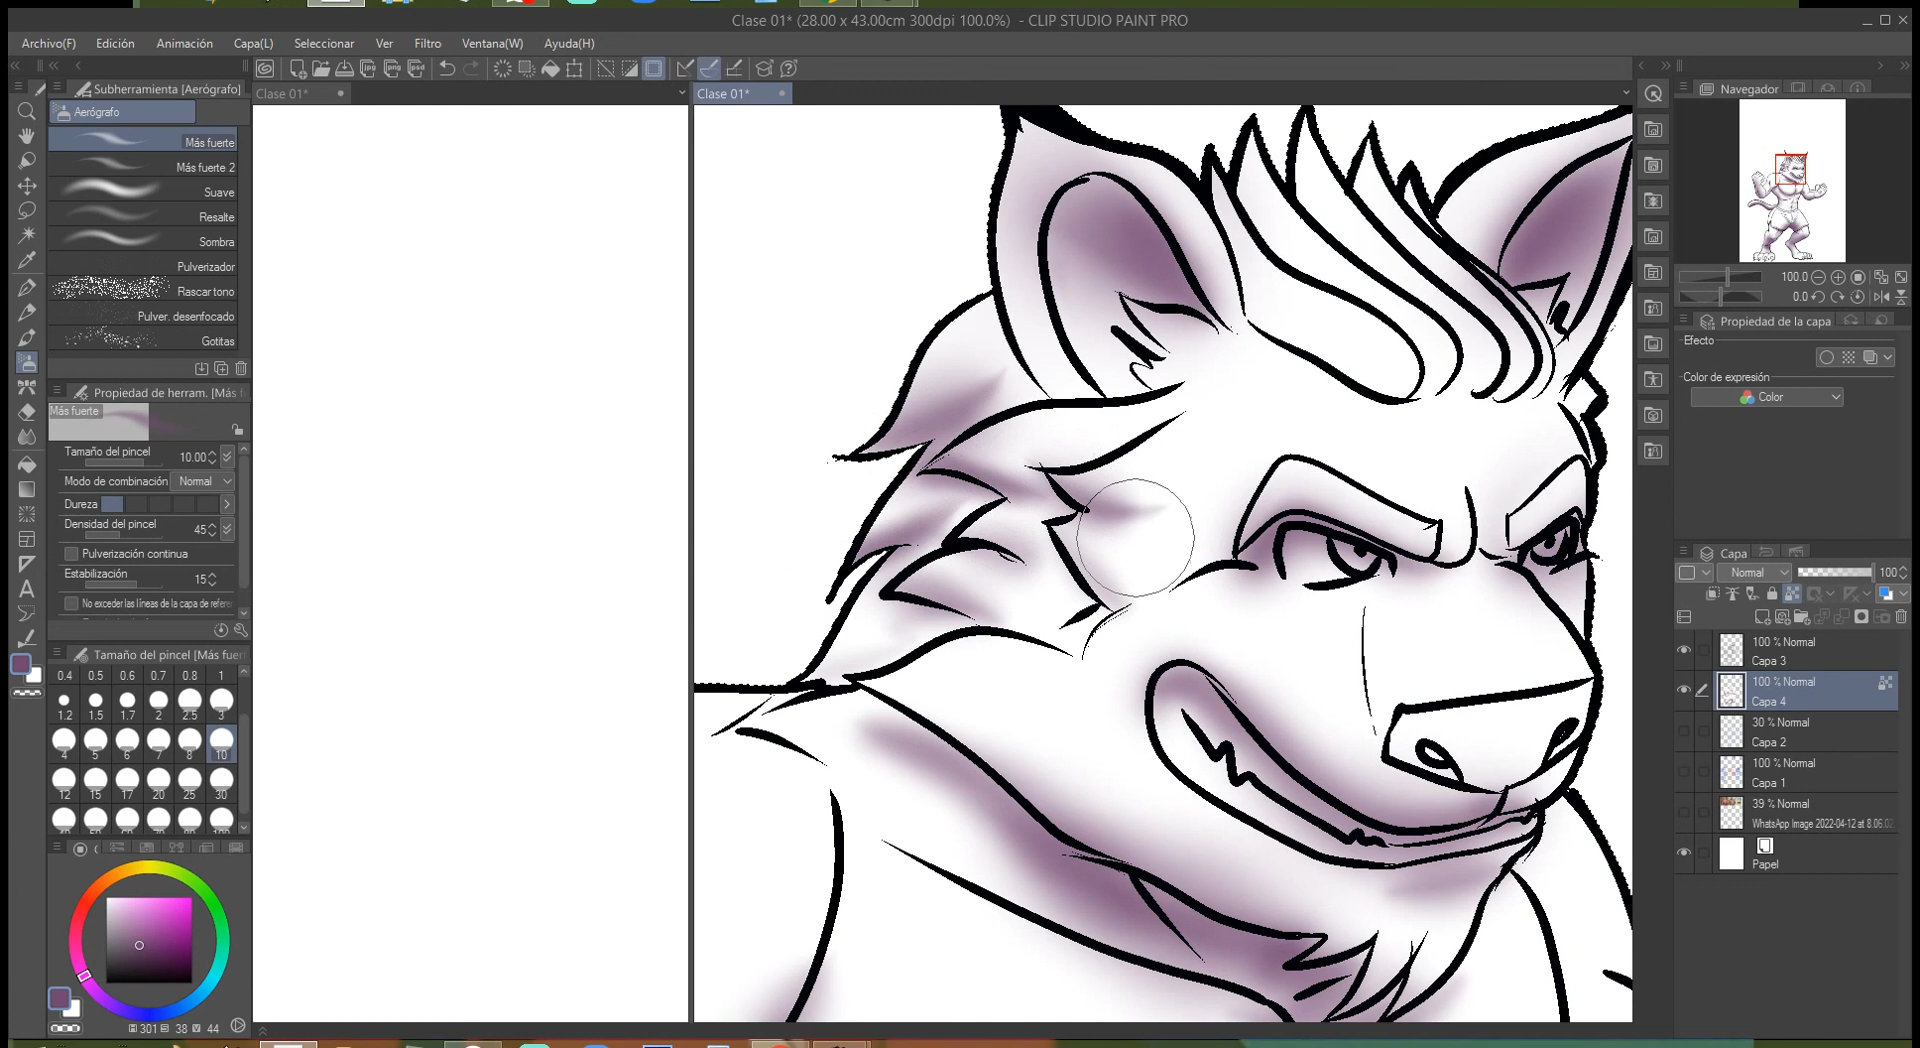 Clase 01* (28.00 x 43.00cm 300dpi 100.0%) - CLIP STUDIO PAINT PRO
Archivo(F) Edición Animación Capa(L) Seleccionar Ver Filtro Ventana(W) Ayuda(H)
Subherramienta [Aerógrafo]
Clase 01*
Clase 01*
Navegador
Aerógrafo
Más fuerte
Más fuerte 2
Suave
Resalte
Sombra
Pulverizador
Rascar tono
Pulver. desenfocado
Gotitas
100.0
0.0
Propiedad de la capa
Efecto
Color de expresión
Color
Propiedad de herram. [Más f
Más fuerte
Tamaño del pincel 10.00
Modo de combinación Normal
Dureza
Densidad del pincel 45
Pulverización continua
Estabilización 15
No exceder las líneas de la capa de refere
Tamaño del pincel [Más fuer
0.4 0.5 0.6 0.7 0.8 1
1.2 1.5 1.7 2 2.5 3
4 5 6 7 8 10
12 15 17 20 25 30
301 38 44
Capa
Normal 100
100 % Normal
Capa 3
100 % Normal
Capa 4
30 % Normal
Capa 2
100 % Normal
Capa 1
39 % Normal
WhatsApp Image 2022-04-12 at 8.06.02
Papel